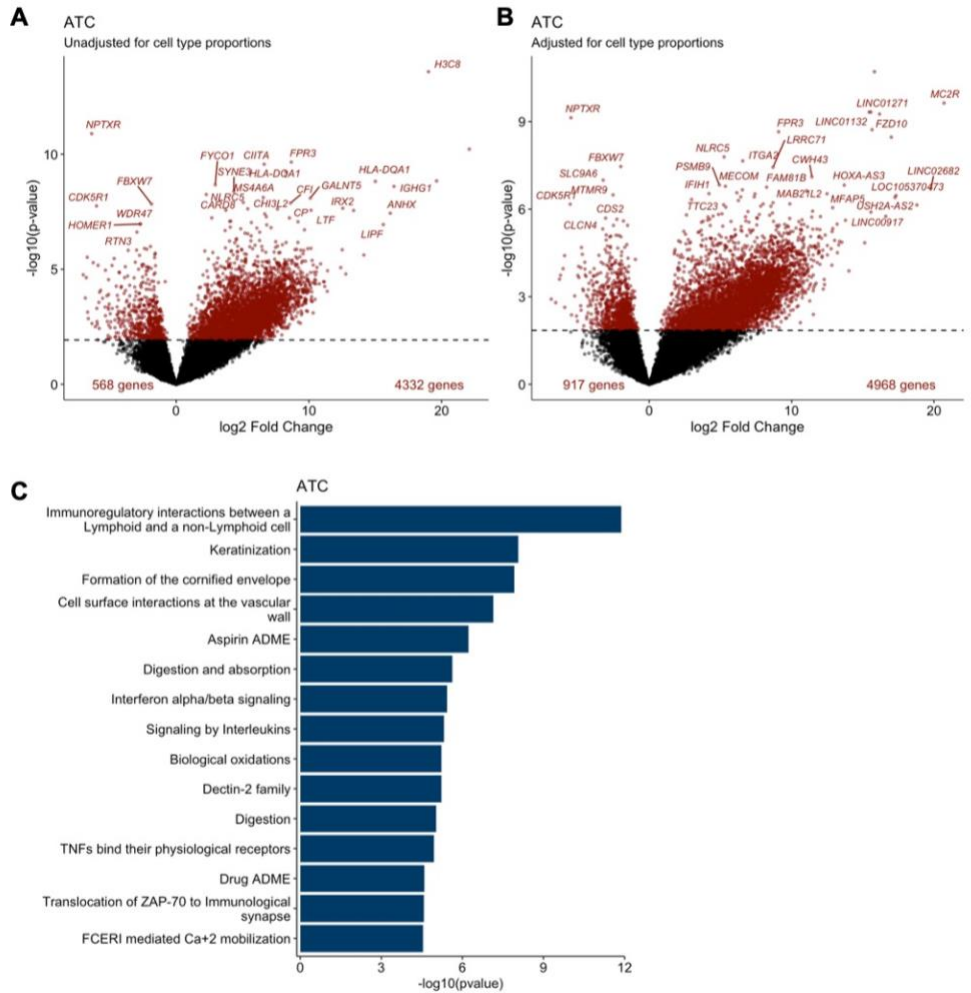 A
ATC
Unadjusted for cell type proportions
H3C8
NPTXR
FYCO1
CIITA
FPR3
SYNE3
HLA-DQA1
HLA-DQA1
FBXW7
MS4A6A
CFI
GALNT5
IGHG1
CDK5R1
NLRC5
CARD8
CHI3L2
IRX2
ANHX
WDR47
CP
LTF
HOMER1
LIPF
RTN3
568 genes
4332 genes
-log10(p-value)
10
5
0
0
10
20
log2 Fold Change
B
ATC
Adjusted for cell type proportions
MC2R
LINC01271
NPTXR
FPR3
LINC01132
FZD10
LRRC71
NLRC5
ITGA2
FBXW7
CWH43
PSMB9
MECOM
FAM81B
HOXA-AS3
LINC02682
SLC9A6
IFIH1
LOC105370473
MTMR9
CDK5R1
MAB21L2
MFAP5
TTC23
OSH2A-AS2
CDS2
LINC00917
CLCN4
917 genes
4968 genes
-log10(p-value)
9
6
3
0
0
10
20
log2 Fold Change
C
ATC
Immunoregulatory interactions between a
Lymphoid and a non-Lymphoid cell
Keratinization
Formation of the cornified envelope
Cell surface interactions at the vascular
wall
Aspirin ADME
Digestion and absorption
Interferon alpha/beta signaling
Signaling by Interleukins
Biological oxidations
Dectin-2 family
Digestion
TNFs bind their physiological receptors
Drug ADME
Translocation of ZAP-70 to Immunological
synapse
FCERI mediated Ca+2 mobilization
0
3
6
9
12
-log10(pvalue)